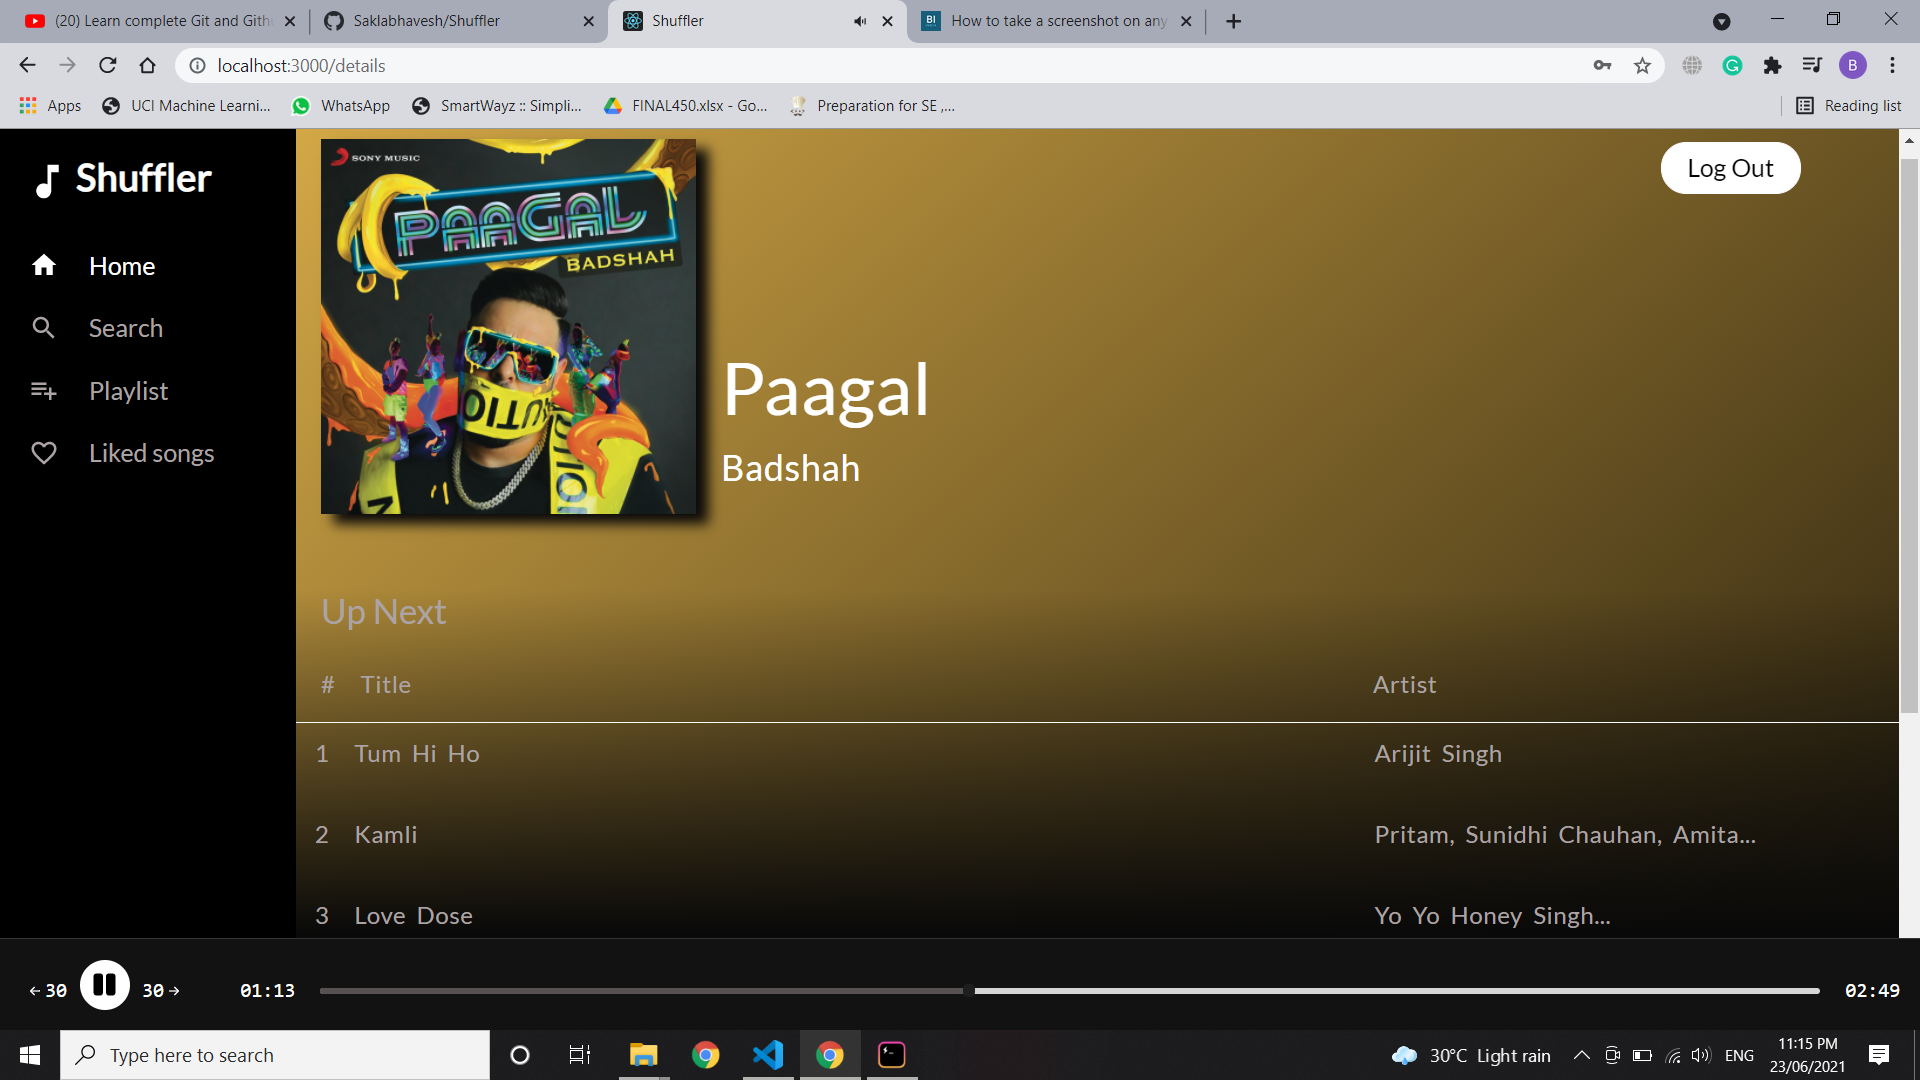 (20) Learn complete Git and Gith
Saklabhavesh/Shuffler
Shuffler
BI
How to take a screenshot on any
localhost:3000/details
B
Apps
UCI Machine Learni...
WhatsApp
SmartWayz :: Simpli...
FINAL450.xlsx - Go...
Preparation for SE ,...
Reading list
Shuffler
Home
Search
Playlist
Liked songs
SONY MUSIC
PAAGAL
BADSHAH
Log Out
Paagal
Badshah
Up Next
# Title Artist
1 Tum Hi Ho Arijit Singh
2 Kamli Pritam, Sunidhi Chauhan, Amita...
3 Love Dose Yo Yo Honey Singh...
←30 30→ 01:13 02:49
Type here to search
30°C Light rain
ENG
11:15 PM
23/06/2021